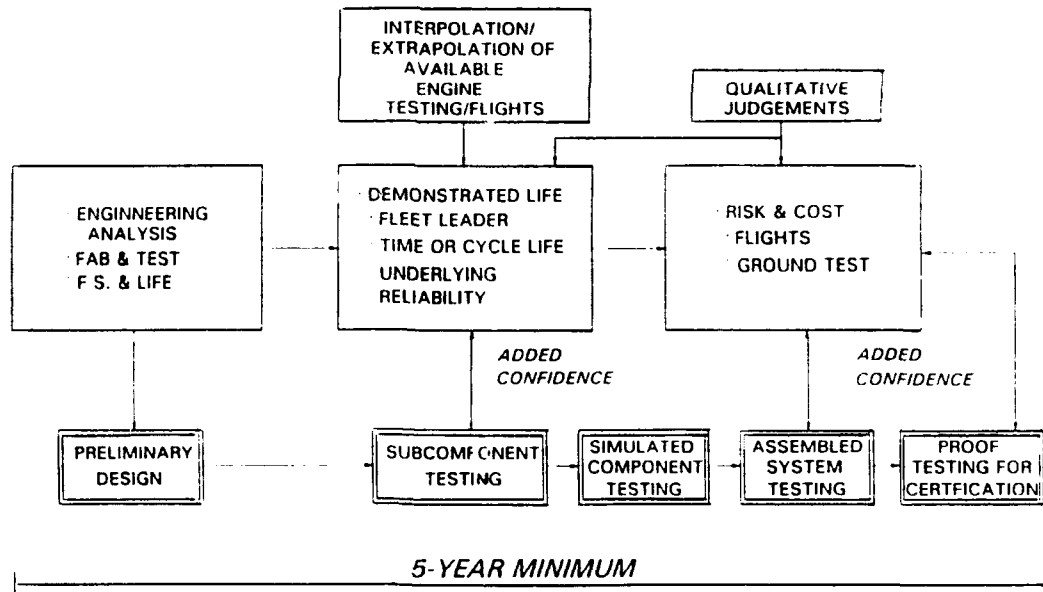 INTERPOLATION/
EXTRAPOLATION OF
AVAILABLE
ENGINE
TESTING/FLIGHTS
QUALITATIVE
JUDGEMENTS
· ENGINNEERING
ANALYSIS
· FAB & TEST
· F S. & LIFE
· DEMONSTRATED LIFE
· FLEET LEADER
· TIME OR CYCLE LIFE
UNDERLYING
RELIABILITY
· RISK & COST
· FLIGHTS
· GROUND TEST
ADDED
CONFIDENCE
ADDED
CONFIDENCE
PRELIMINARY
DESIGN
SUBCOMPONENT
TESTING
SIMULATED
COMPONENT
TESTING
ASSEMBLED
SYSTEM
TESTING
PROOF
TESTING FOR
CERTFICATION
5-YEAR MINIMUM